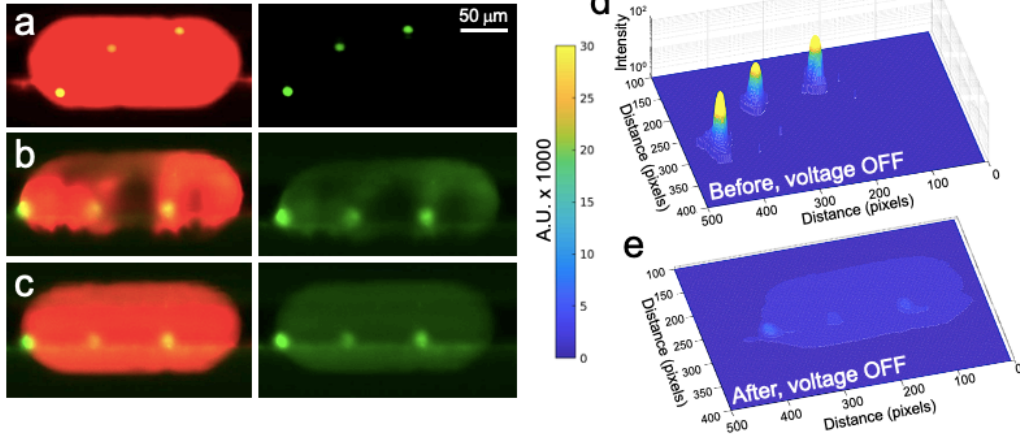 a
50 μm
b
c
A.U. x 1000
30
25
20
15
10
5
0
d
Intensity
10²
10⁰
100
150
200
250
300
350
400
Distance (pixels)
500
400
300
200
100
0
Distance (pixels)
Before, voltage OFF
e
100
150
200
250
300
350
400
Distance (pixels)
500
400
300
200
100
0
Distance (pixels)
After, voltage OFF